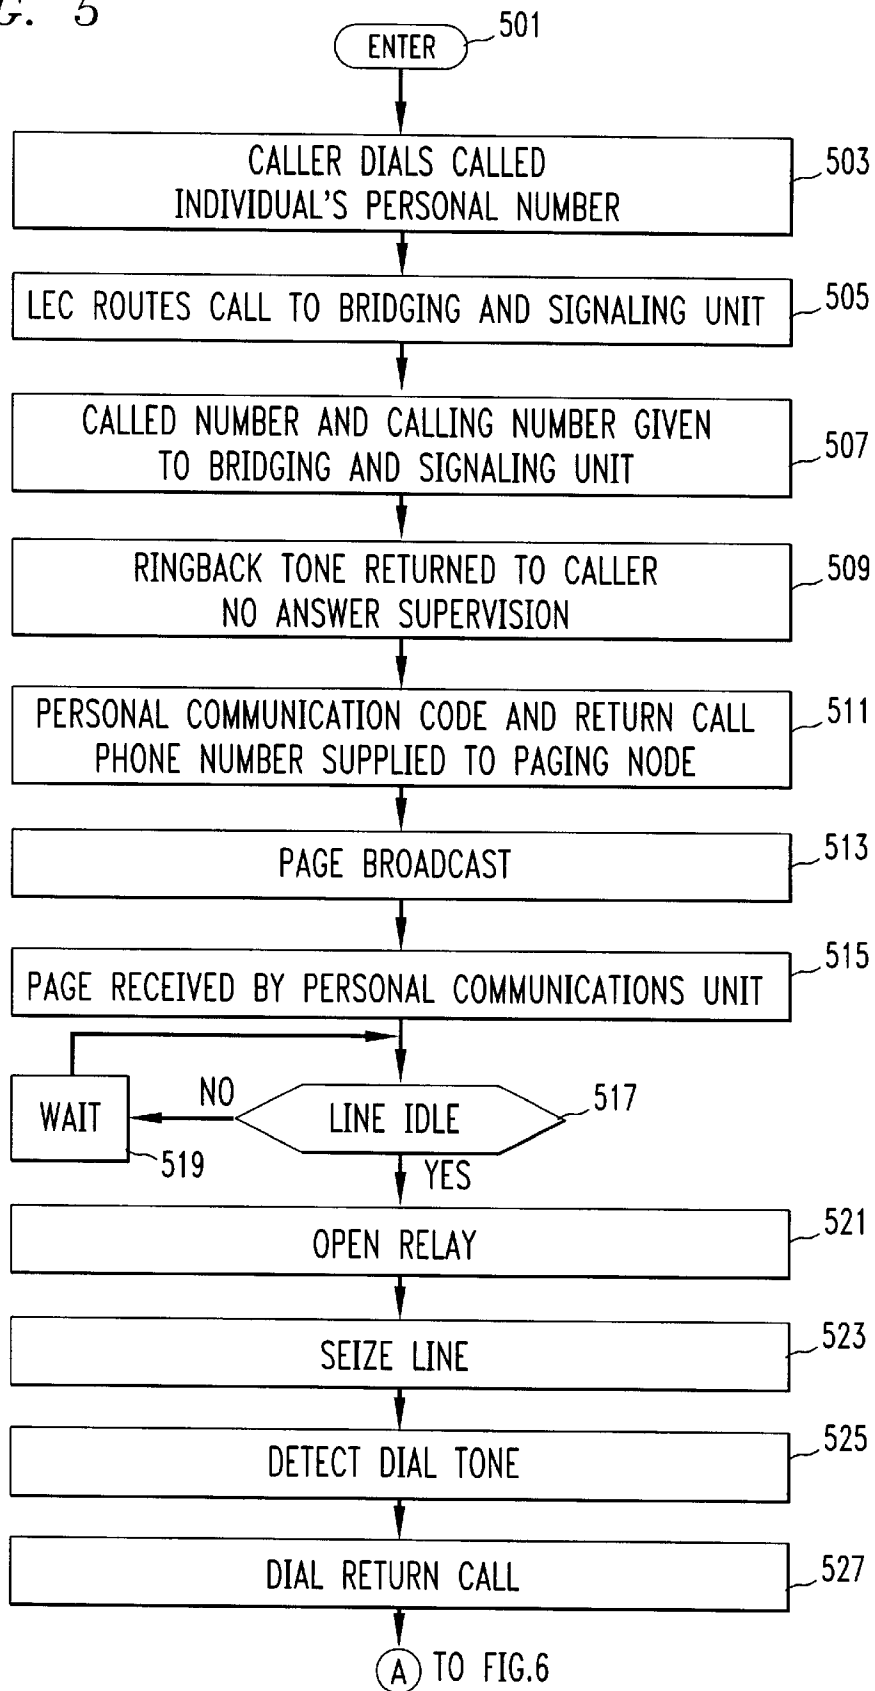 G. 5
ENTER
501
CALLER DIALS CALLED
INDIVIDUAL'S PERSONAL NUMBER
503
LEC ROUTES CALL TO BRIDGING AND SIGNALING UNIT
505
CALLED NUMBER AND CALLING NUMBER GIVEN
TO BRIDGING AND SIGNALING UNIT
507
RINGBACK TONE RETURNED TO CALLER
NO ANSWER SUPERVISION
509
PERSONAL COMMUNICATION CODE AND RETURN CALL
PHONE NUMBER SUPPLIED TO PAGING NODE
511
PAGE BROADCAST
513
PAGE RECEIVED BY PERSONAL COMMUNICATIONS UNIT
515
WAIT
519
NO
LINE IDLE
517
YES
OPEN RELAY
521
SEIZE LINE
523
DETECT DIAL TONE
525
DIAL RETURN CALL
527
A TO FIG.6